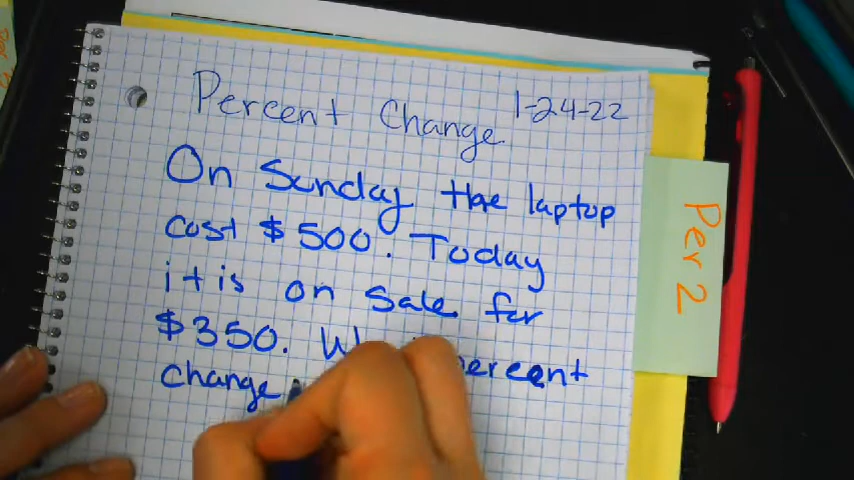 Percent Change
1-24-22
On Sunday the laptop
cost $500. Today
it is on sale for
$350. percent
change
Per 2